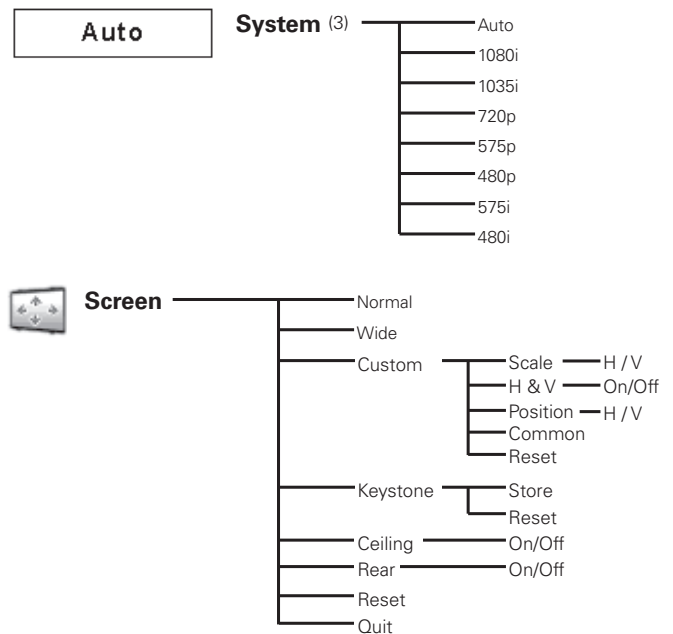 Auto
System (3)
Auto
1080i
1035i
720p
575p
480p
575i
480i
Screen
Normal
Wide
Custom
Scale H / V
H & V On/Off
Position H / V
Common
Reset
Keystone Store
Reset
Ceiling On/Off
Rear On/Off
Reset
Quit